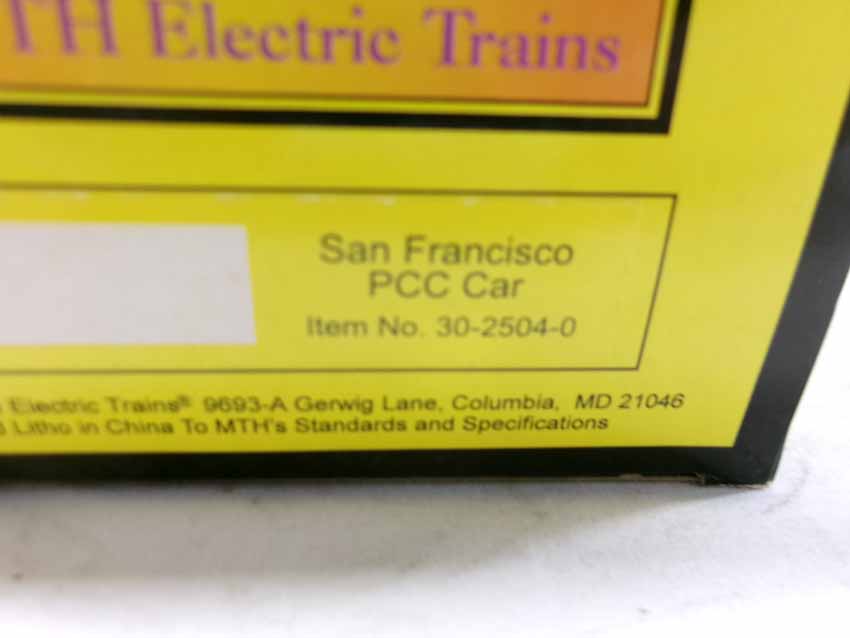 TH Electric Trains
San Francisco
PCC Car
Item No. 30-2504-0
Electric Trains® 9693-A Gerwig Lane, Columbia, MD 21046
Litho in China To MTH's Standards and Specifications